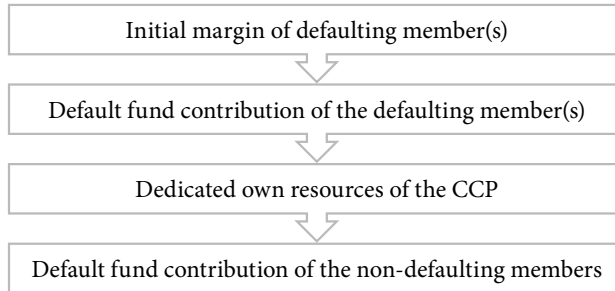 Initial margin of defaulting member(s)
Default fund contribution of the defaulting member(s)
Dedicated own resources of the CCP
Default fund contribution of the non-defaulting members